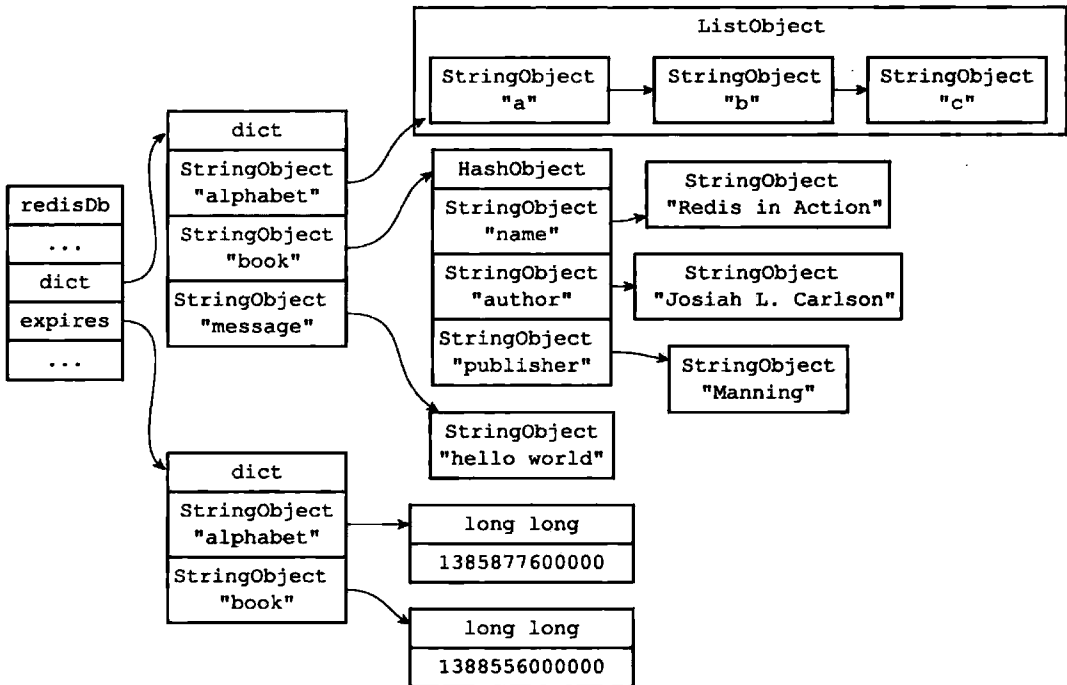 ListObject
StringObject
"a"
StringObject
"b"
StringObject
"c"
redisDb
...
dict
expires
...
dict
StringObject
"alphabet"
StringObject
"book"
StringObject
"message"
HashObject
StringObject
"name"
StringObject
"author"
StringObject
"publisher"
StringObject
"Redis in Action"
StringObject
"Josiah L. Carlson"
StringObject
"Manning"
StringObject
"hello world"
dict
StringObject
"alphabet"
StringObject
"book"
long long
1385877600000
long long
1388556000000